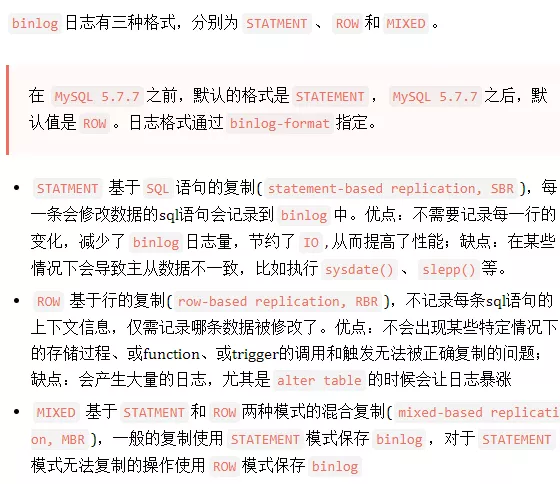 binlog日志有三种格式，分别为 STATMENT 、 ROW 和 MIXED 。
在 MySQL 5.7.7 之前，默认的格式是 STATEMENT ， MySQL 5.7.7 之后，默
认值是 ROW 。日志格式通过 binlog-format 指定。
• STATMENT 基于 SQL 语句的复制( statement-based replication, SBR )，每
一条会修改数据的sql语句会记录到 binlog 中。优点：不需要记录每一行的
变化，减少了 binlog 日志量，节约了 IO ,从而提高了性能；缺点：在某些
情况下会导致主从数据不一致，比如执行 sysdate() 、 slepp() 等。
• ROW 基于行的复制( row-based replication, RBR )，不记录每条sql语句的
上下文信息，仅需记录哪条数据被修改了。优点：不会出现某些特定情况下
的存储过程、或function、或trigger的调用和触发无法被正确复制的问题；
缺点：会产生大量的日志，尤其是 alter table 的时候会让日志暴涨
• MIXED 基于 STATMENT 和 ROW 两种模式的混合复制( mixed-based replicati
on, MBR )，一般的复制使用 STATEMENT 模式保存 binlog ，对于 STATEMENT
模式无法复制的操作使用 ROW 模式保存 binlog